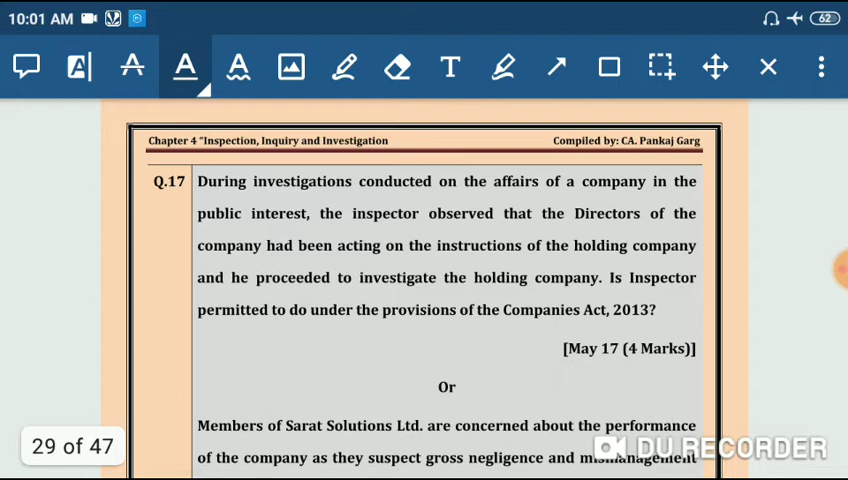 10:01 AM
62
A
A
A
A
T
Chapter 4 "Inspection, Inquiry and Investigation
Compiled by: CA. Pankaj Garg
Q.17 During investigations conducted on the affairs of a company in the
public interest, the inspector observed that the Directors of the
company had been acting on the instructions of the holding company
and he proceeded to investigate the holding company. Is Inspector
permitted to do under the provisions of the Companies Act, 2013?
[May 17 (4 Marks)]
Or
Members of Sarat Solutions Ltd. are concerned about the performance
of the company as they suspect gross negligence and mismanagement
29 of 47
DU RECORDER